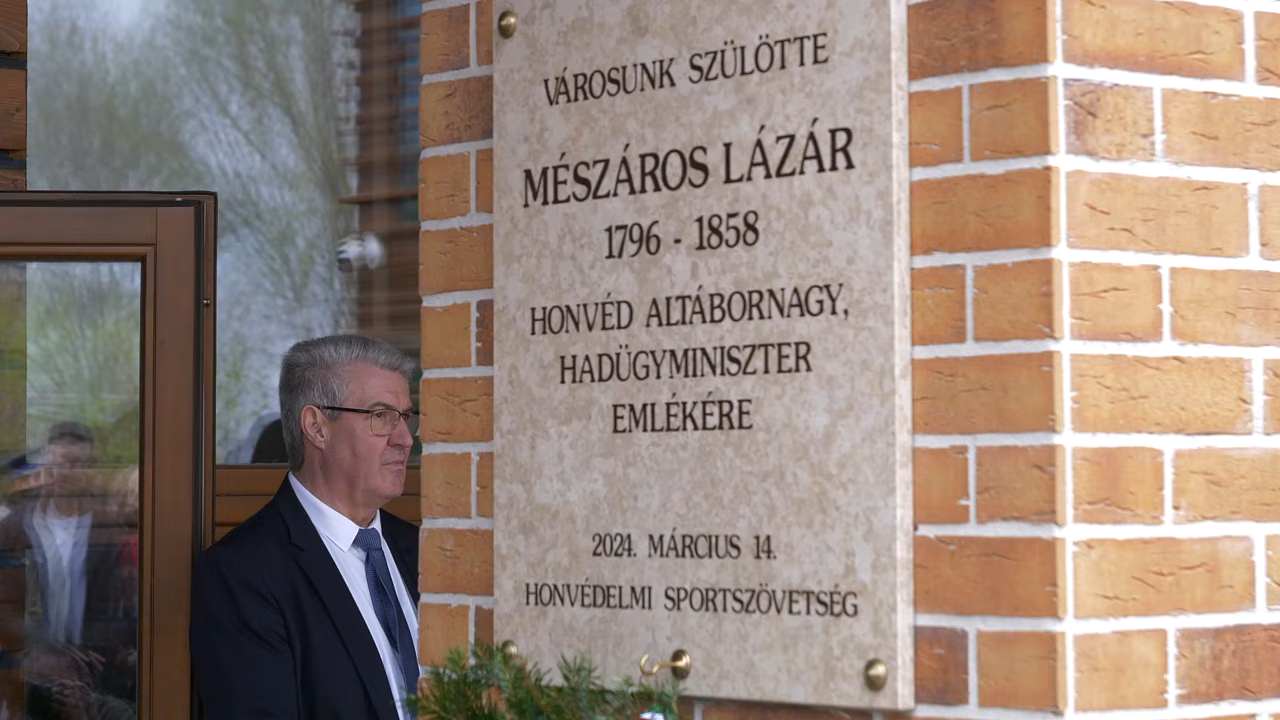 VÁROSUNK SZÜLÖTTE
MÉSZÁROS LÁZÁR
1796 - 1858
HONVÉD ALTÁBORNAGY,
HADÜGYMINISZTER
EMLÉKÉRE
2024. MÁRCIUS 14.
HONVÉDELMI SPORTSZÖVETSÉG